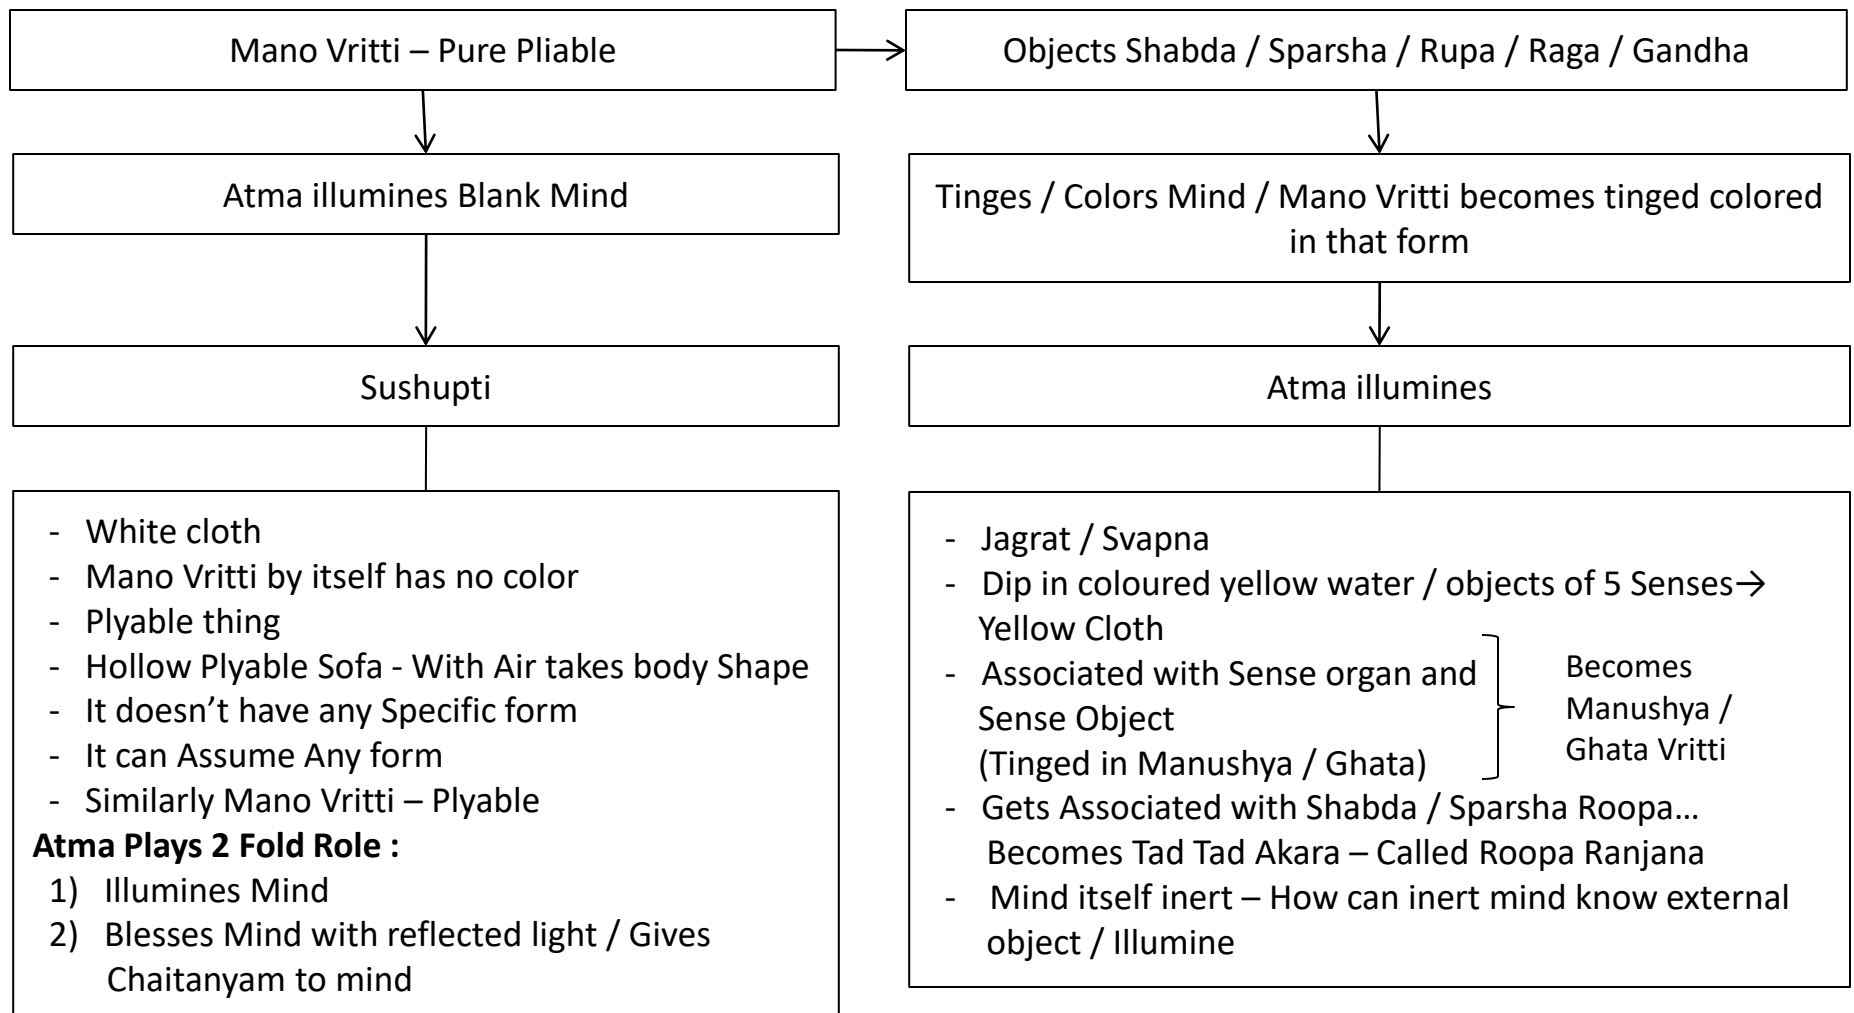 Mano Vritti – Pure Pliable
Objects Shabda / Sparsha / Rupa / Raga / Gandha
Atma illumines Blank Mind
Tinges / Colors Mind / Mano Vritti becomes tinged colored
in that form
Sushupti
Atma illumines
- White cloth
- Mano Vritti by itself has no color
- Plyable thing
- Hollow Plyable Sofa - With Air takes body Shape
- It doesn’t have any Specific form
- It can Assume Any form
- Similarly Mano Vritti – Plyable
Atma Plays 2 Fold Role :
1) Illumines Mind
2) Blesses Mind with reflected light / Gives
Chaitanyam to mind
- Jagrat / Svapna
- Dip in coloured yellow water / objects of 5 Senses→
Yellow Cloth
- Associated with Sense organ and
Sense Object
(Tinged in Manushya / Ghata)
Becomes
Manushya /
Ghata Vritti
- Gets Associated with Shabda / Sparsha Roopa…
Becomes Tad Tad Akara – Called Roopa Ranjana
- Mind itself inert – How can inert mind know external
object / Illumine